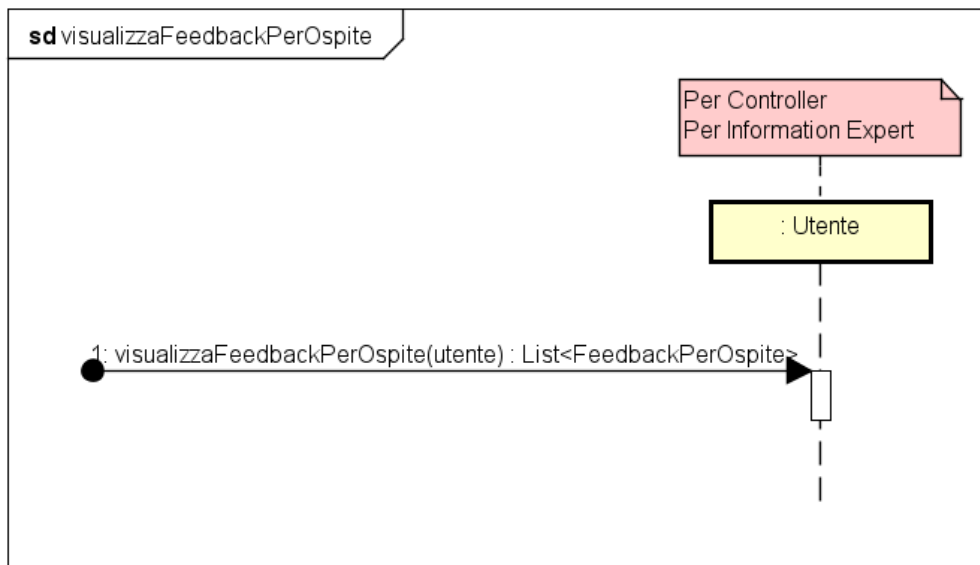 sd visualizzaFeedbackPerOspite
Per Controller
Per Information Expert
: Utente
1: visualizzaFeedbackPerOspite(utente) : List<FeedbackPerOspite>